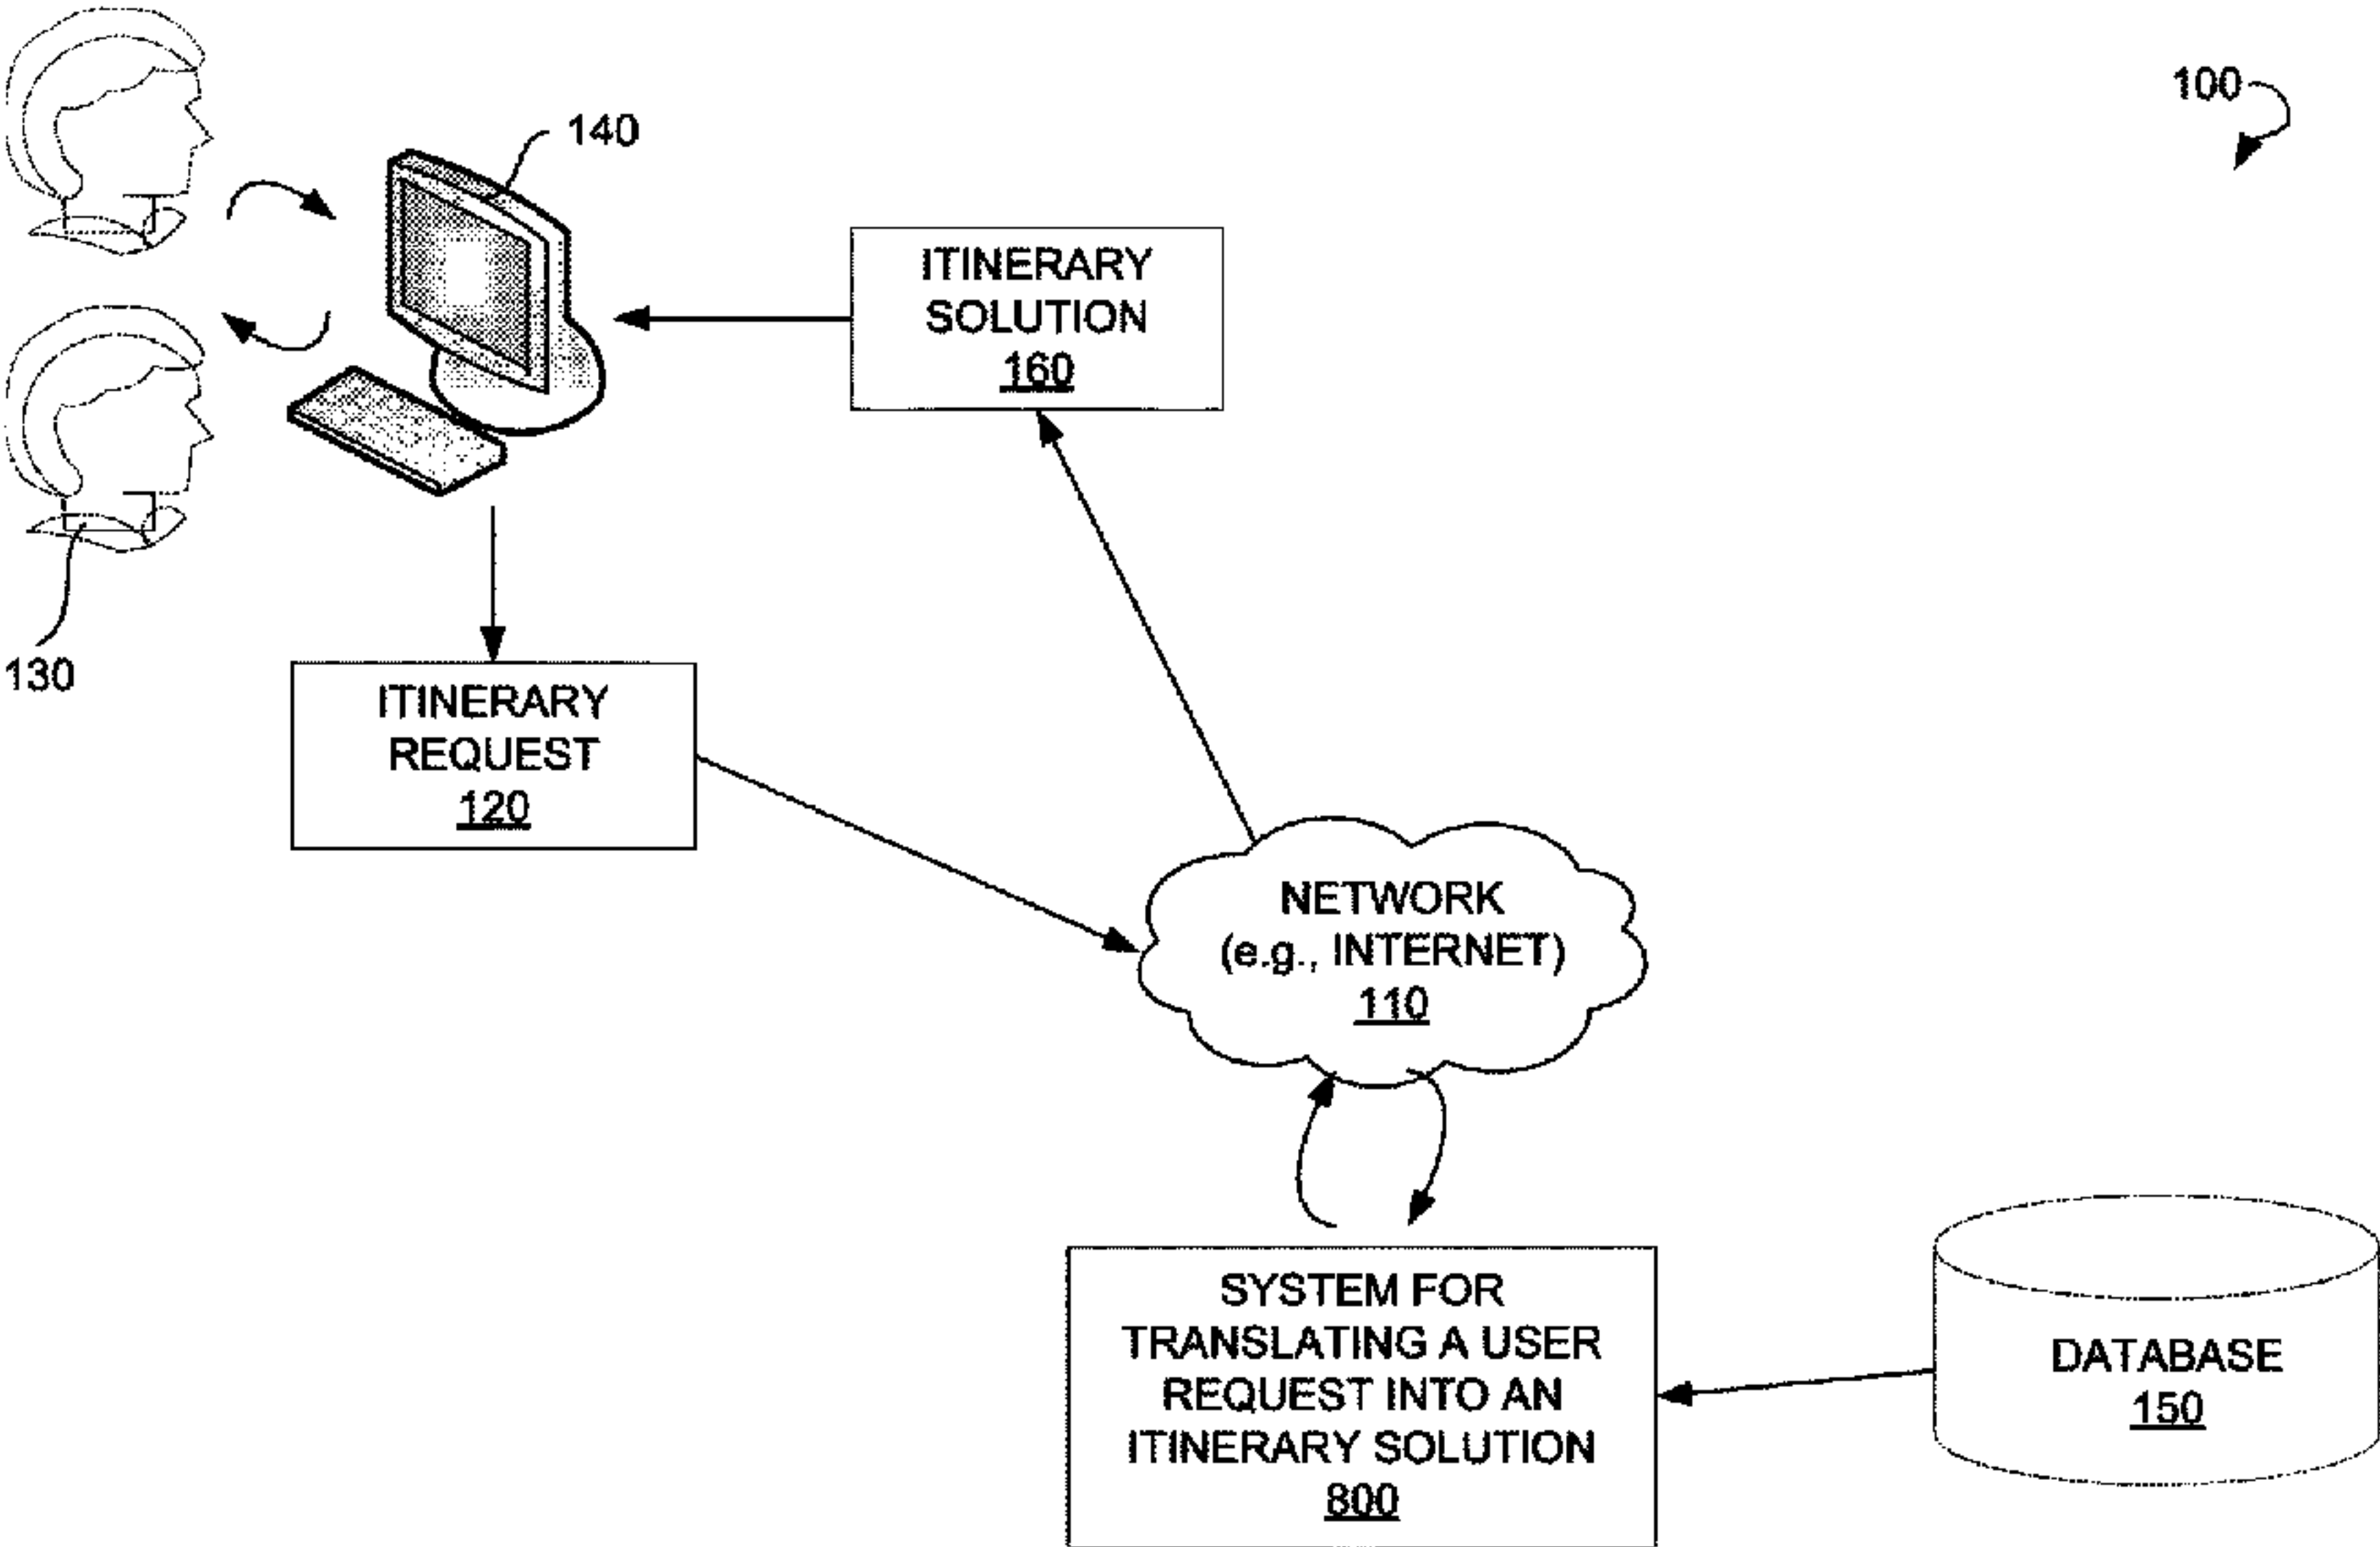 100
140
ITINERARY
SOLUTION
160
130
ITINERARY
REQUEST
120
NETWORK
(e.g., INTERNET)
110
SYSTEM FOR
TRANSLATING A USER
REQUEST INTO AN
ITINERARY SOLUTION
800
DATABASE
150